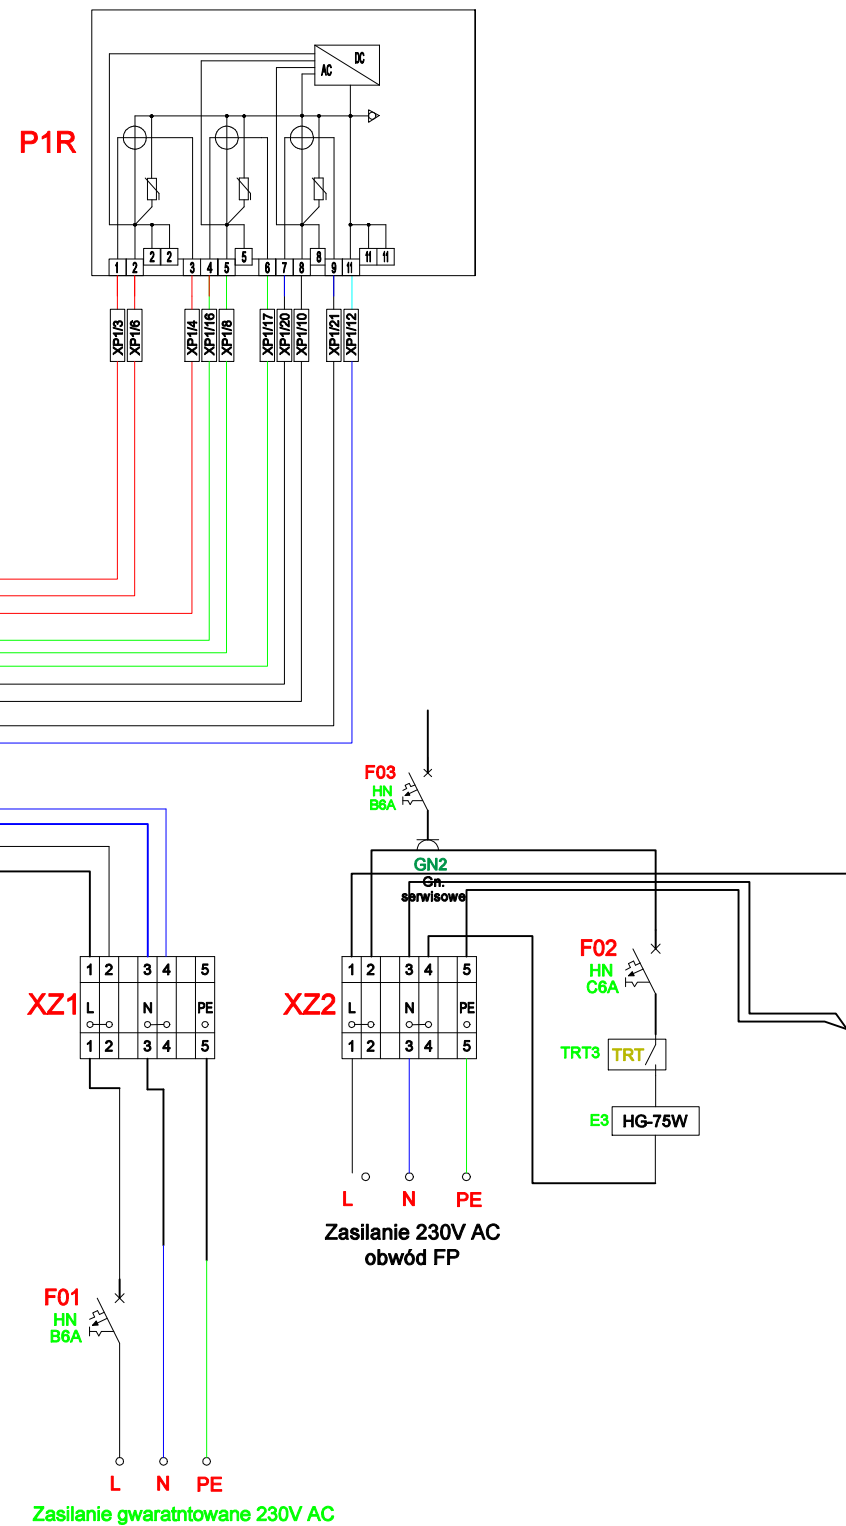 DC
AC
P1R
2 2 5 8 11 11
1 2 3 4 5 6 7 8 9 11
XP1/3 XP1/6 XP1/4 XP1/16 XP1/8 XP1/17 XP1/20 XP1/10 XP1/21 XP1/12
F03
HN
B6A
GN2
Gn.
serwisowe
F02
HN
C6A
1 2 3 4 5
XZ1
L N PE
1 2 3 4 5
1 2 3 4 5
XZ2
L N PE
1 2 3 4 5
TRT3 TRT
E3 HG-75W
L N PE
Zasilanie 230V AC
obwód FP
F01
HN
B6A
L N PE
Zasilanie gwaratntowane 230V AC